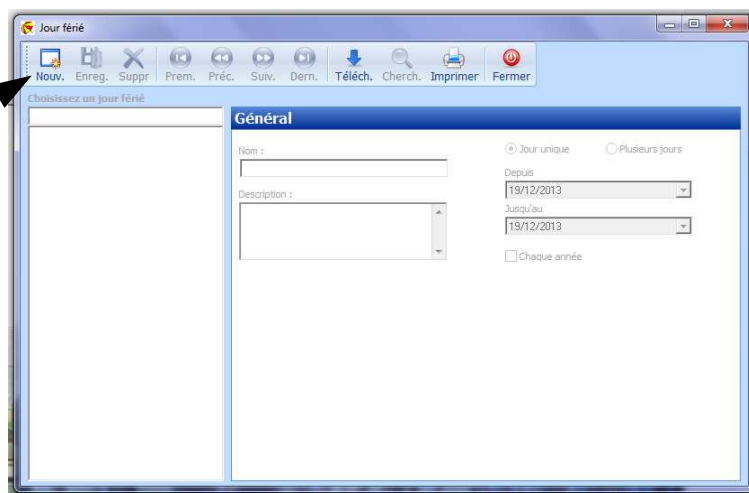 Jour férié
Nouv. Enreg. Suppr Prem. Préc. Suiv. Dern. Téléch. Cherch. Imprimer Fermer
Choisissez un jour férié
Général
Nom :
Jour unique Plusieurs jours
Depuis
19/12/2013
Description :
Jusqu'au
19/12/2013
Chaque année